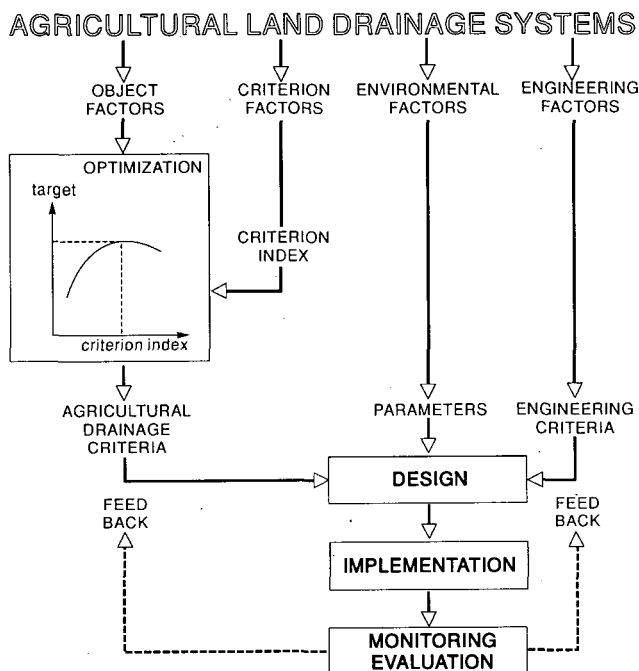 AGRICULTURAL LAND DRAINAGE SYSTEMS
OBJECT
FACTORS
CRITERION
FACTORS
ENVIRONMENTAL
FACTORS
ENGINEERING
FACTORS
OPTIMIZATION
target
criterion index
CRITERION
INDEX
AGRICULTURAL
DRAINAGE
CRITERIA
PARAMETERS
ENGINEERING
CRITERIA
DESIGN
FEED
BACK
FEED
BACK
IMPLEMENTATION
MONITORING
EVALUATION